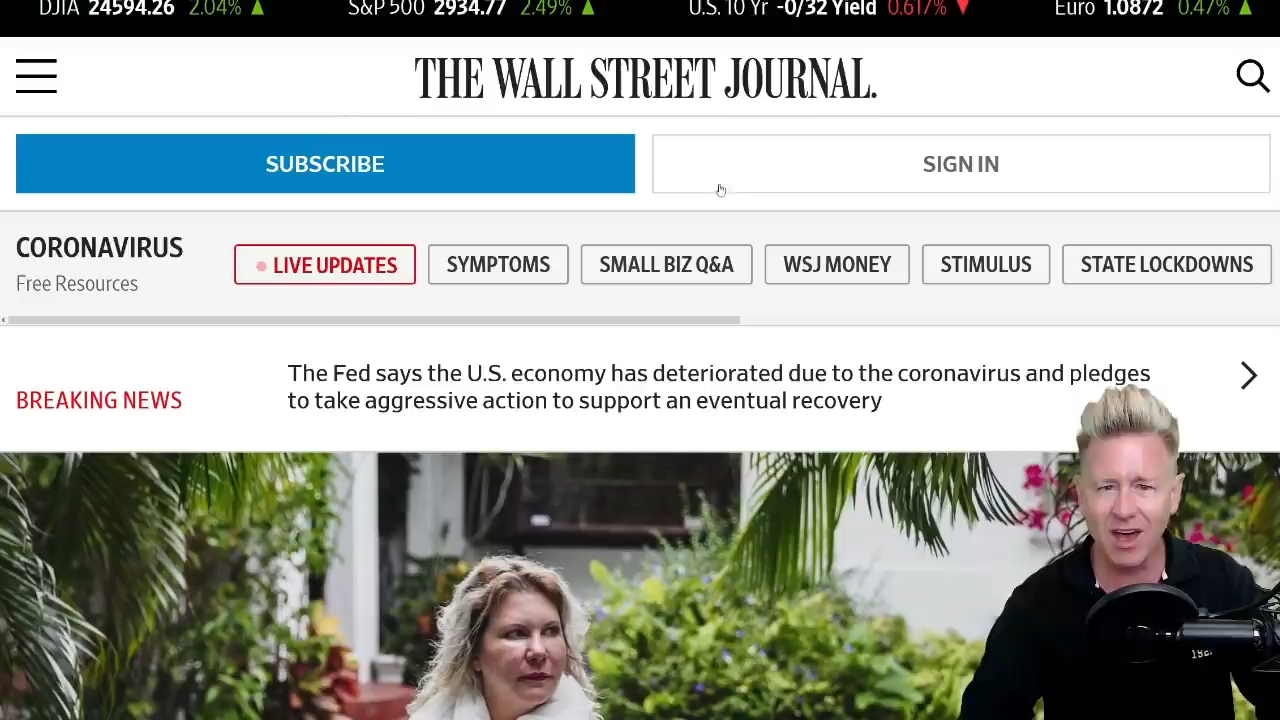 DJIA 24594.26 2.04% S&P 500 2934.77 2.49% U.S. 10 Yr -0/32 Yield 0.617% Euro 1.0872 0.47%
THE WALL STREET JOURNAL.
SUBSCRIBE SIGN IN
CORONAVIRUS
Free Resources
LIVE UPDATES SYMPTOMS SMALL BIZ Q&A WSJ MONEY STIMULUS STATE LOCKDOWNS
BREAKING NEWS
The Fed says the U.S. economy has deteriorated due to the coronavirus and pledges
to take aggressive action to support an eventual recovery